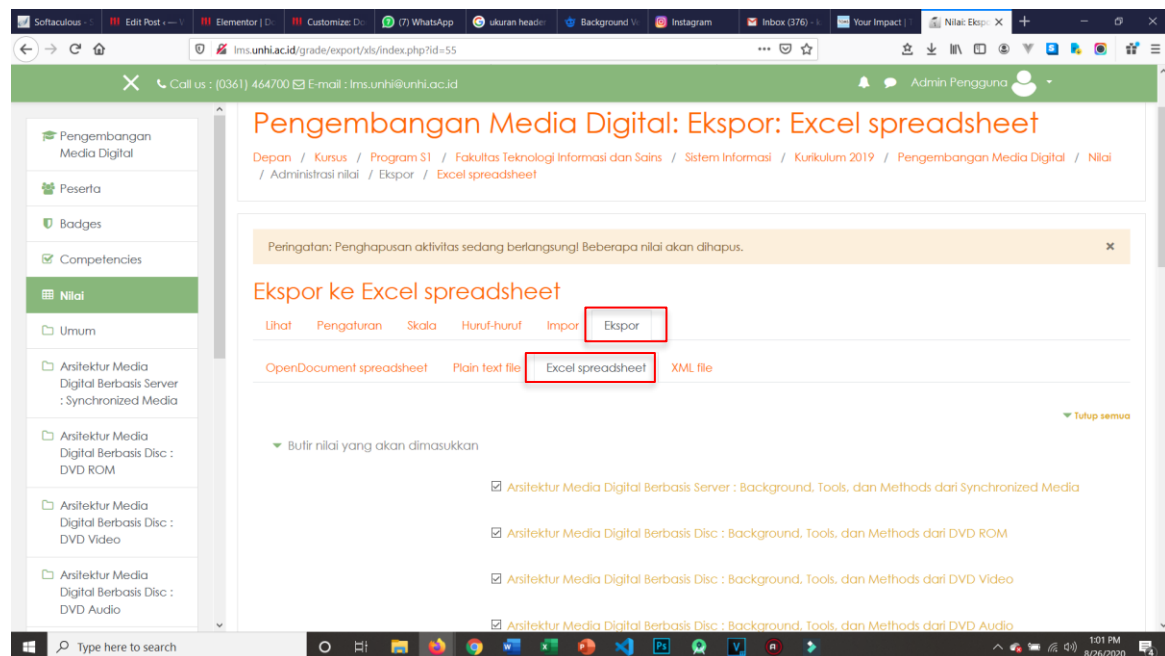 Softaculous - S
Edit Post ‹ — V
Elementor | Do
Customize: Do
(7) WhatsApp
ukuran header
Background Ve
Instagram
Inbox (376) - k
Your Impact | T
Nilai: Ekspo
lms.unhi.ac.id/grade/export/xls/index.php?id=55
Call us : (0361) 464700 E-mail : lms.unhi@unhi.ac.id
Admin Pengguna
Pengembangan
Media Digital
Peserta
Badges
Competencies
Nilai
Umum
Arsitektur Media
Digital Berbasis Server
: Synchronized Media
Arsitektur Media
Digital Berbasis Disc :
DVD ROM
Arsitektur Media
Digital Berbasis Disc :
DVD Video
Arsitektur Media
Digital Berbasis Disc :
DVD Audio
Pengembangan Media Digital: Ekspor: Excel spreadsheet
Depan / Kursus / Program S1 / Fakultas Teknologi Informasi dan Sains / Sistem Informasi / Kurikulum 2019 / Pengembangan Media Digital / Nilai
/ Administrasi nilai / Ekspor / Excel spreadsheet
Peringatan: Penghapusan aktivitas sedang berlangsung! Beberapa nilai akan dihapus.
Ekspor ke Excel spreadsheet
Lihat Pengaturan Skala Huruf-huruf Impor Ekspor
OpenDocument spreadsheet Plain text file Excel spreadsheet XML file
Tutup semua
Butir nilai yang akan dimasukkan
Arsitektur Media Digital Berbasis Server : Background, Tools, dan Methods dari Synchronized Media
Arsitektur Media Digital Berbasis Disc : Background, Tools, dan Methods dari DVD ROM
Arsitektur Media Digital Berbasis Disc : Background, Tools, dan Methods dari DVD Video
Arsitektur Media Digital Berbasis Disc : Background, Tools, dan Methods dari DVD Audio
Type here to search
1:01 PM
8/26/2020